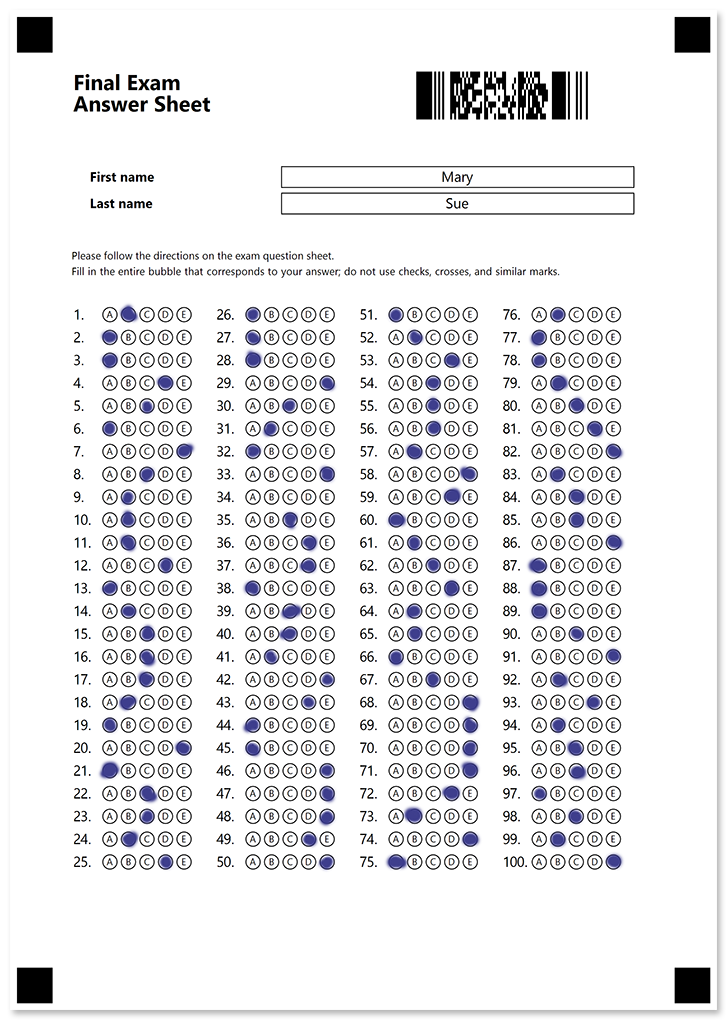 Final Exam
Answer Sheet
First name Mary
Last name Sue
Please follow the directions on the exam question sheet.
Fill in the entire bubble that corresponds to your answer; do not use checks, crosses, and similar marks.
1. A C D E 26. B C D E 51. B C D E 76. A C D E
2. B C D E 27. B C D E 52. A C D E 77. B C D E
3. B C D E 28. B C D E 53. A B C E 78. B C D E
4. A B C E 29. A B C D 54. A B D E 79. A C D E
5. A B D E 30. A B D E 55. A B D E 80. A B D E
6. B C D E 31. A C D E 56. A B D E 81. A B C E
7. A B C D 32. B C D E 57. A C D E 82. A B C D
8. A B D E 33. A B C D 58. A B C D 83. A C D E
9. A C D E 34. A B C D E 59. A B C E 84. A B D E
10. A C D E 35. A B D E 60. B C D E 85. A B D E
11. A C D E 36. A B C E 61. A C D E 86. A B C D
12. A B C E 37. A B C E 62. A B D E 87. B C D E
13. B C D E 38. B C D E 63. A B C E 88. B C D E
14. A C D E 39. A B D E 64. A C D E 89. B C D E
15. A B D E 40. A B D E 65. A C D E 90. A B D E
16. A B D E 41. A C D E 66. B C D E 91. A B C D
17. A B D E 42. A B C D 67. A B D E 92. A C D E
18. A C D E 43. A B C E 68. A B C D 93. A B C E
19. B C D E 44. B C D E 69. A B C D 94. A C D E
20. A B C D 45. B C D E 70. A B C D 95. A B D E
21. B C D E 46. A B C D 71. A B C D 96. A B D E
22. A B D E 47. A B C D 72. A B C E 97. B C D E
23. A B D E 48. A B C D 73. A C D E 98. A B D E
24. A C D E 49. A B C E 74. A B C D 99. A C D E
25. A B C E 50. A B C D 75. B C D E 100. A B C D